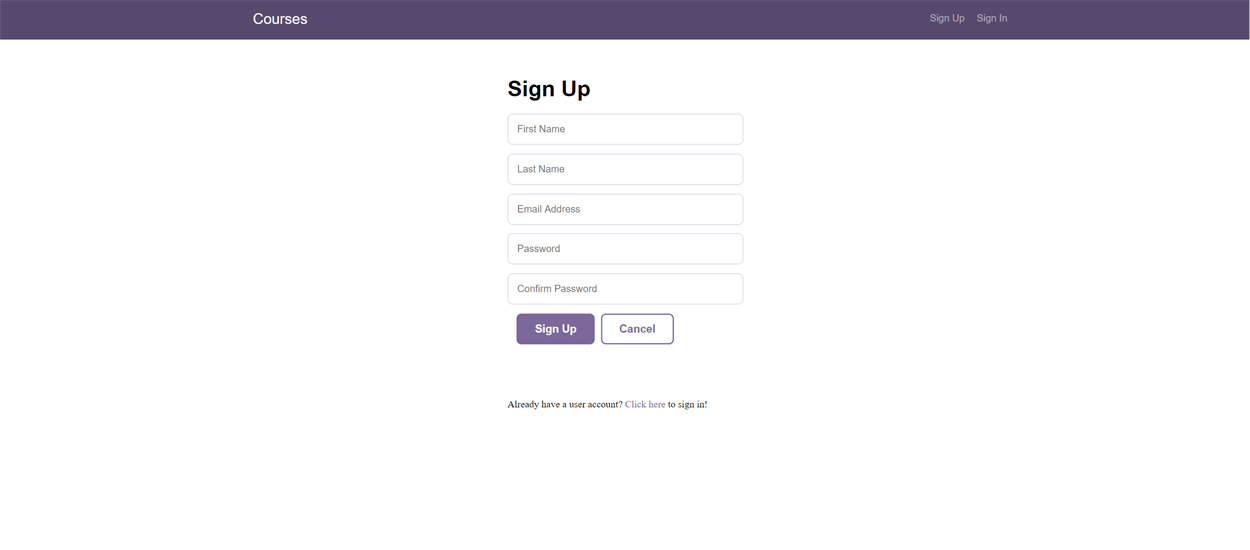 Courses Sign Up Sign In
Sign Up
First Name
Last Name
Email Address
Password
Confirm Password
Sign Up Cancel
Already have a user account? Click here to sign in!